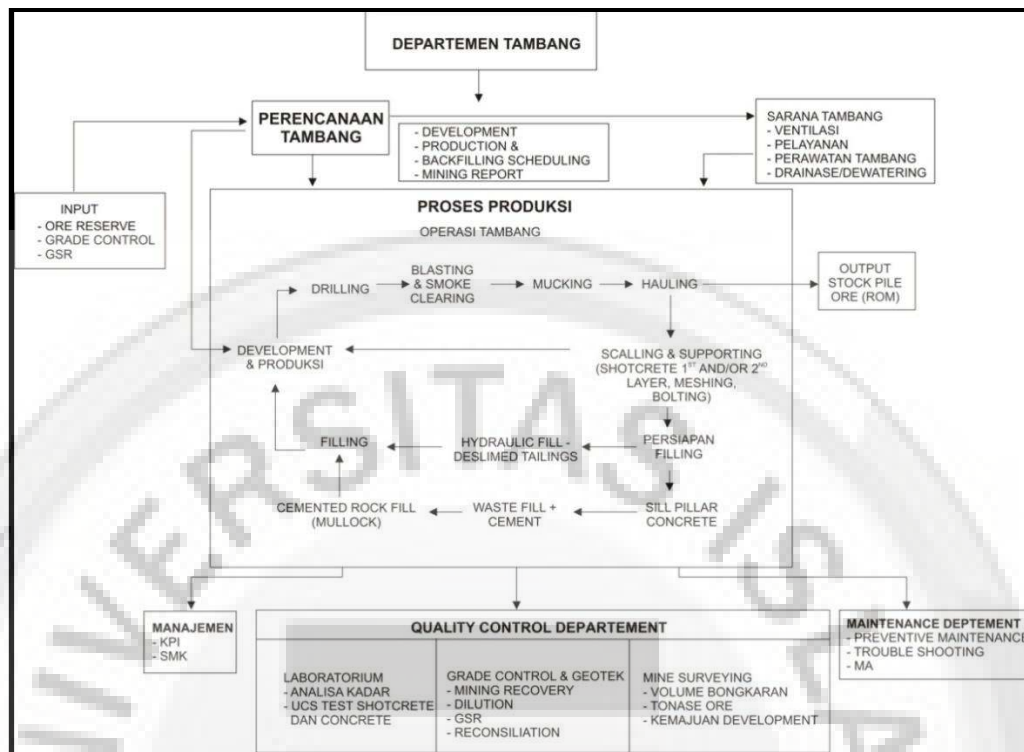 DEPARTEMEN TAMBANG
PERENCANAAN
TAMBANG
- DEVELOPMENT
- PRODUCTION &
- BACKFILLING SCHEDULING
- MINING REPORT
SARANA TAMBANG
- VENTILASI
- PELAYANAN
- PERAWATAN TAMBANG
- DRAINASE/DEWATERING
INPUT
- ORE RESERVE
- GRADE CONTROL
- GSR
PROSES PRODUKSI
OPERASI TAMBANG
DRILLING
BLASTING
& SMOKE
CLEARING
MUCKING
HAULING
OUTPUT
STOCK PILE
ORE (ROM)
DEVELOPMENT
& PRODUKSI
SCALLING & SUPPORTING
(SHOTCRETE 1ST AND/OR 2ND
LAYER, MESHING,
BOLTING)
FILLING
HYDRAULIC FILL -
DESLIMED TAILINGS
PERSIAPAN
FILLING
CEMENTED ROCK FILL
(MULLOCK)
WASTE FILL +
CEMENT
SILL PILLAR
CONCRETE
MANAJEMEN
- KPI
- SMK
QUALITY CONTROL DEPARTEMENT
LABORATORIUM
- ANALISA KADAR
- UCS TEST SHOTCRETE
DAN CONCRETE
GRADE CONTROL & GEOTEK
- MINING RECOVERY
- DILUTION
- GSR
- RECONSILIATION
MINE SURVEYING
- VOLUME BONGKARAN
- TONASE ORE
- KEMAJUAN DEVELOPMENT
MAINTENANCE DEPTEMENT
- PREVENTIVE MAINTENANCE
- TROUBLE SHOOTING
- MA
UNIVERSITAS ISLA